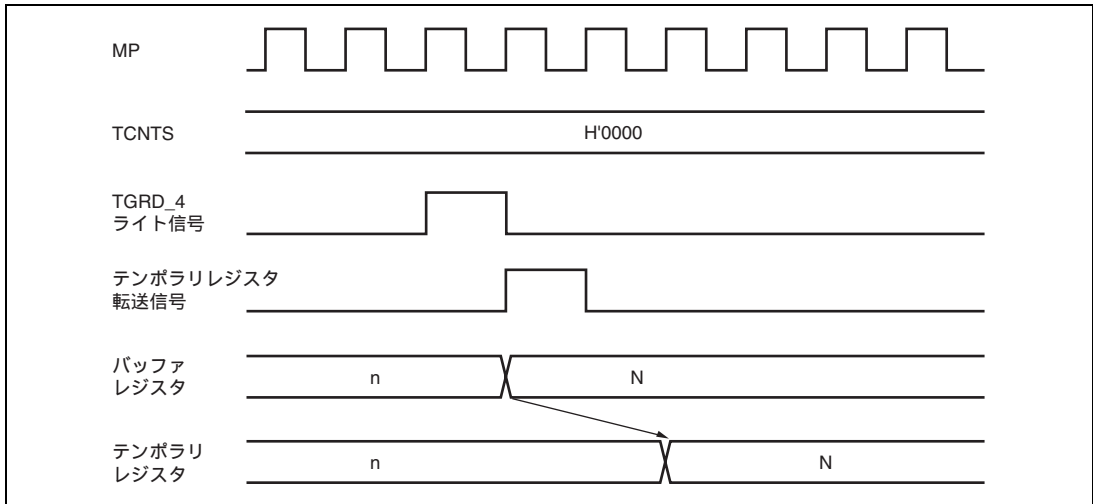 MP
TCNTS
H'0000
TGRD_4
ライト信号
テンポラリレジスタ
転送信号
バッファ
レジスタ
n
N
テンポラリ
レジスタ
n
N